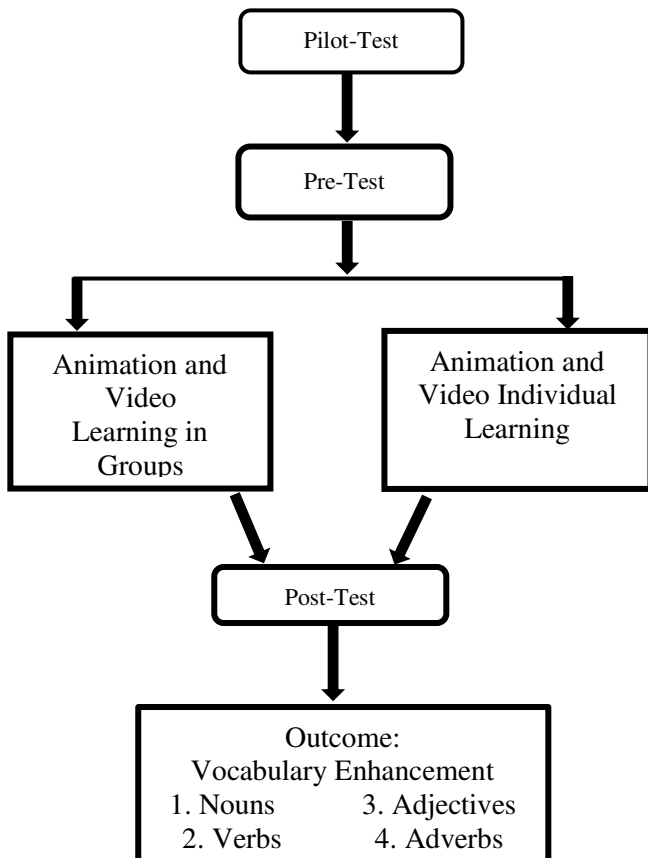 Pilot-Test
Pre-Test
Animation and
Video
Learning in
Groups
Animation and
Video Individual
Learning
Post-Test
Outcome:
Vocabulary Enhancement
1. Nouns 3. Adjectives
2. Verbs 4. Adverbs